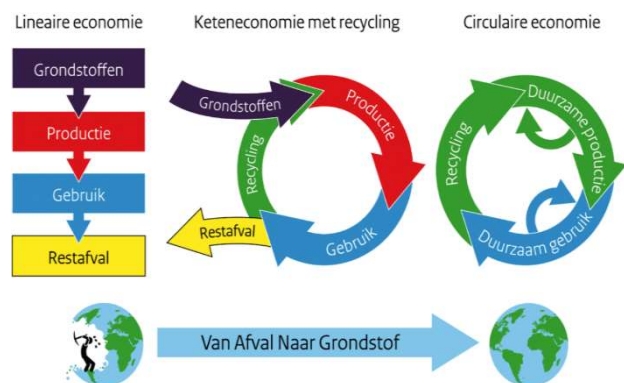 Lineaire economie
Grondstoffen
Productie
Gebruik
Restafval
Keteneconomie met recycling
Grondstoffen
Productie
Gebruik
Recycling
Restafval
Circulaire economie
Duurzame productie
Duurzaam gebruik
Recycling
Van Afval Naar Grondstof